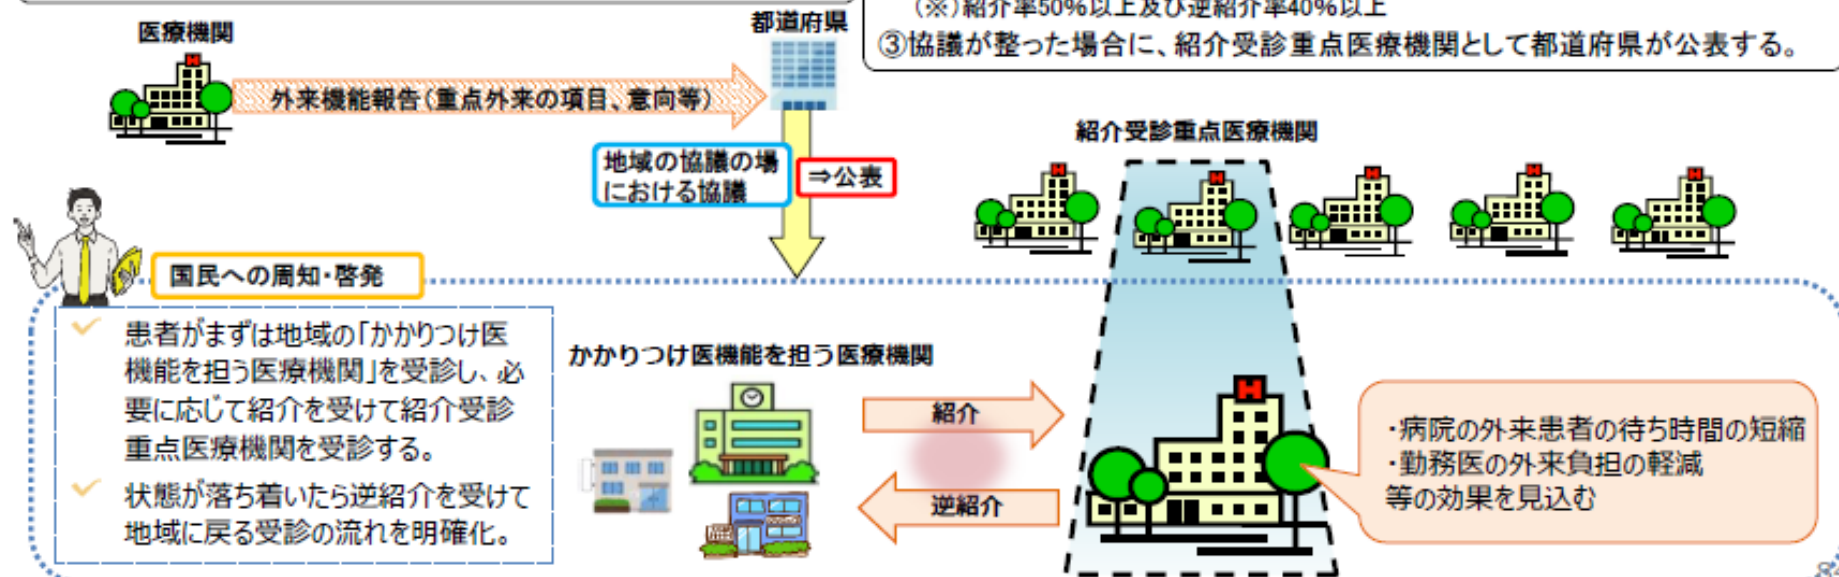 （※）紹介率50％以上及び逆紹介率40％以上
③協議が整った場合に、紹介受診重点医療機関として都道府県が公表する。
医療機関
都道府県
外来機能報告（重点外来の項目、意向等）
地域の協議の場
における協議
⇒公表
紹介受診重点医療機関
国民への周知・啓発
患者がまずは地域の「かかりつけ医
機能を担う医療機関」を受診し、必
要に応じて紹介を受けて紹介受診
重点医療機関を受診する。
状態が落ち着いたら逆紹介を受けて
地域に戻る受診の流れを明確化。
かかりつけ医機能を担う医療機関
紹介
逆紹介
・病院の外来患者の待ち時間の短縮
・勤務医の外来負担の軽減
等の効果を見込む